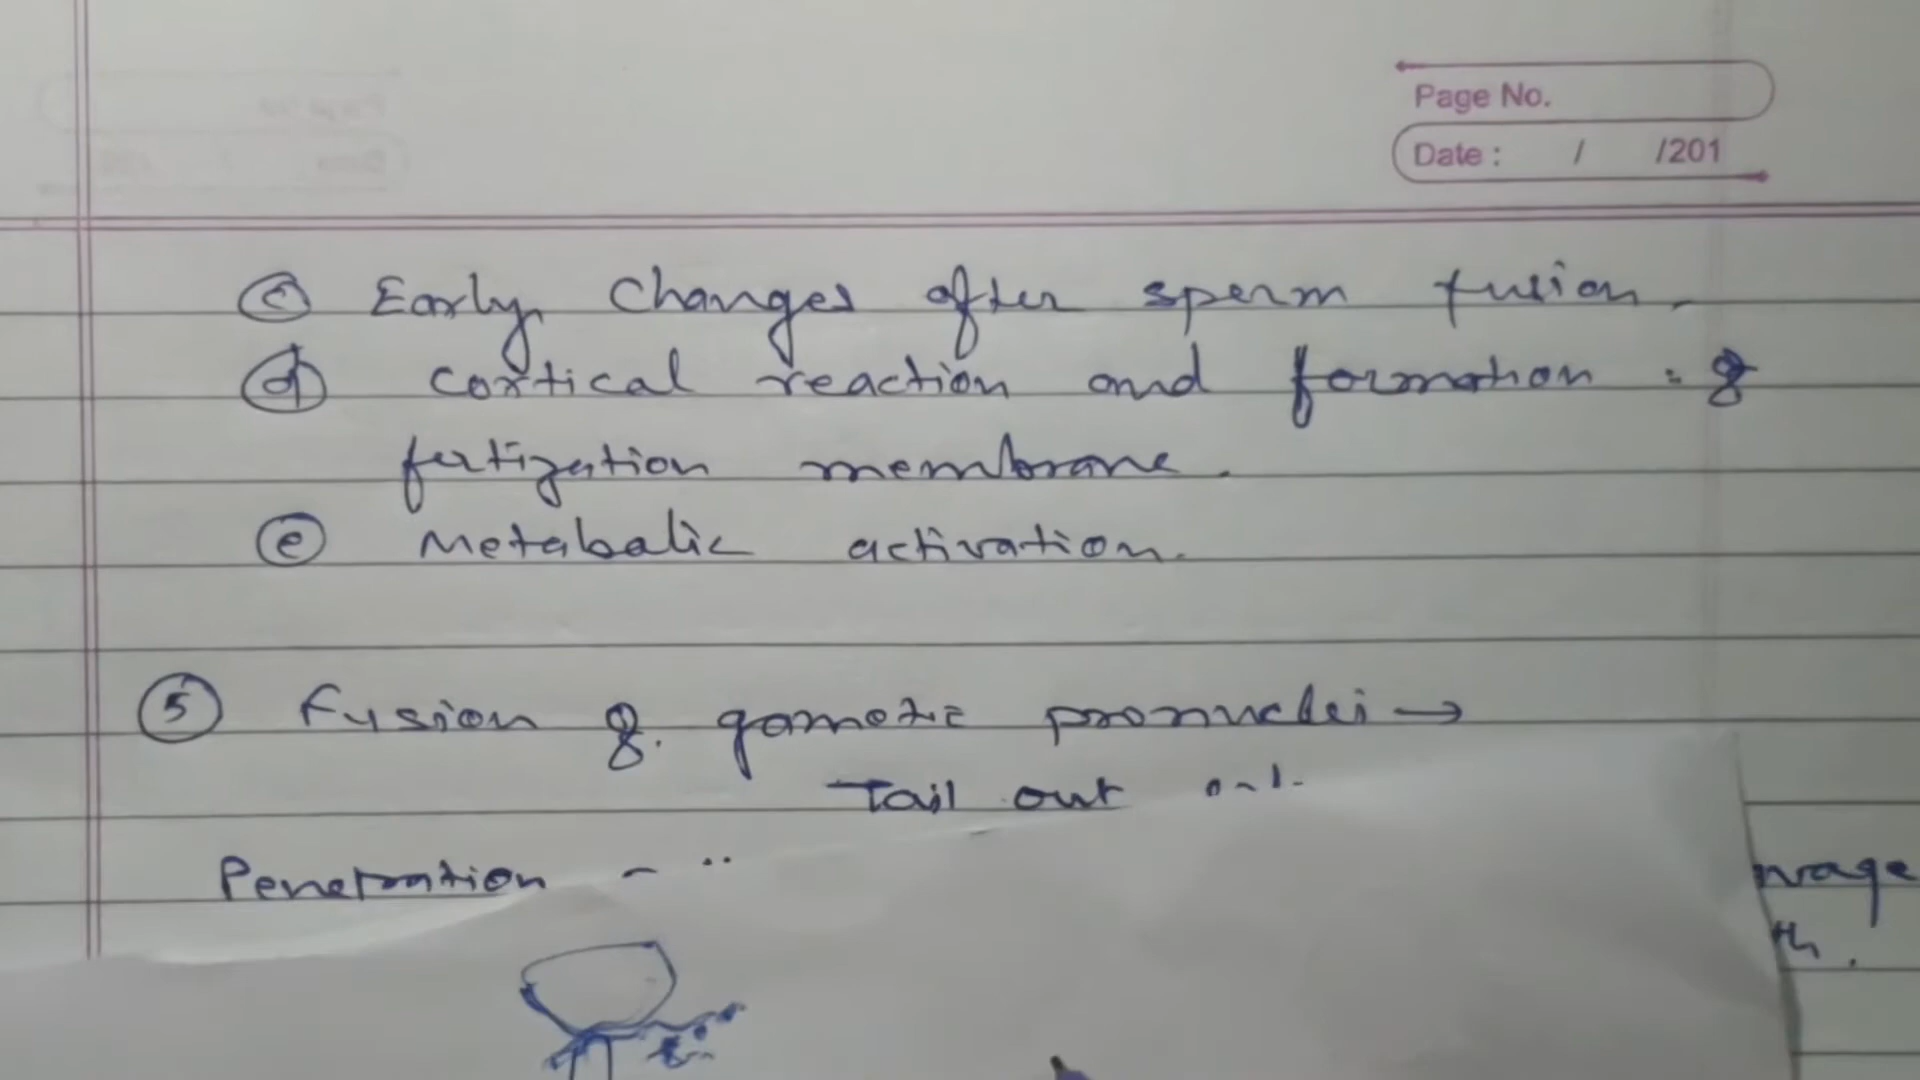 Page No.
Date : / /201
(c) Early changes after sperm fusion.
(d) cortical reaction and formation of
fertization membrane.
(e) Metabolic activation.
(5) Fusion of gametic pronuclei →
Tail out
Penetration